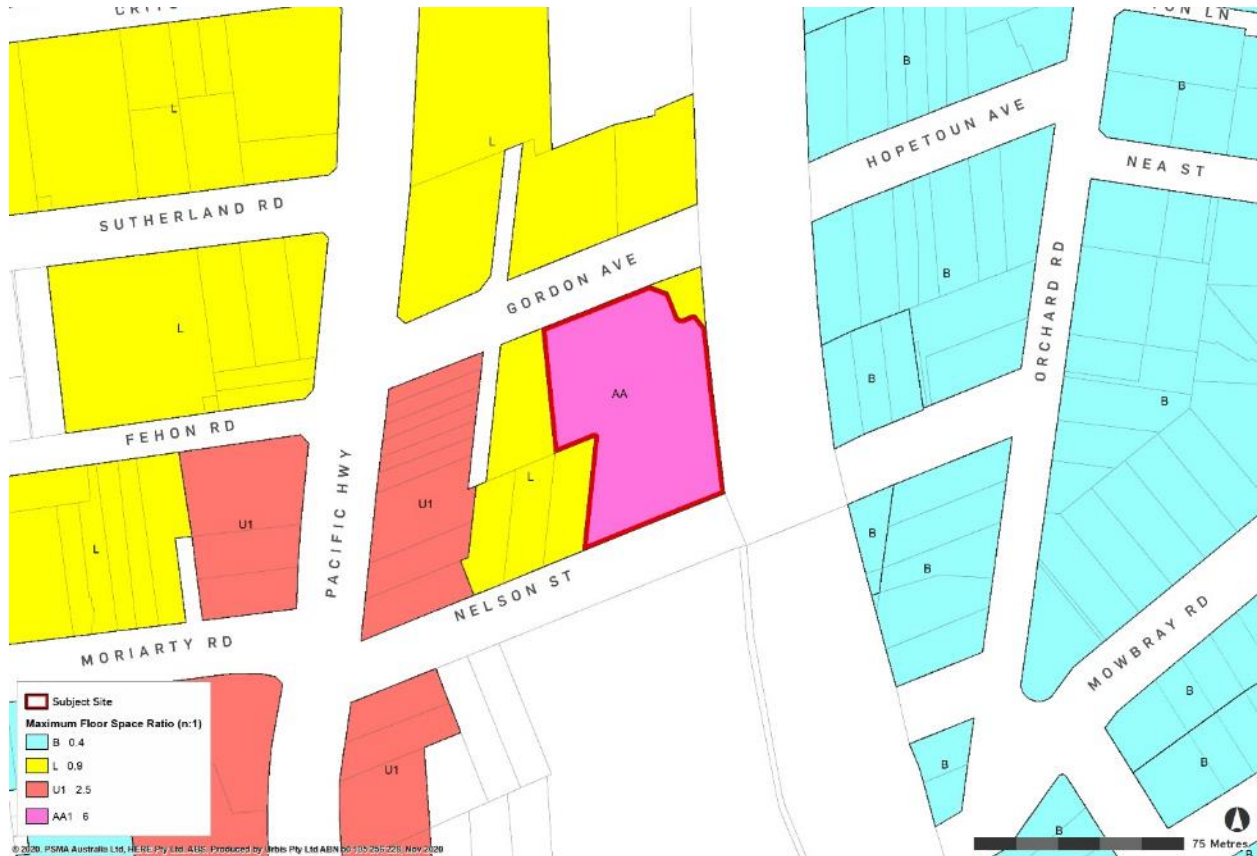 L
B
B
HOPETOUN AVE
NEA ST
SUTHERLAND RD
L
GORDON AVE
B
ORCHARD RD
L
AA
B
B
FEHON RD
PACIFIC HWY
L
U1
U1
L
B
B
NELSON ST
MORIARTY RD
MOWBRAY RD
B
B
B
U1
B
Subject Site
Maximum Floor Space Ratio (n:1)
B 0.4
L 0.9
U1 2.5
AA1 6
75 Metres